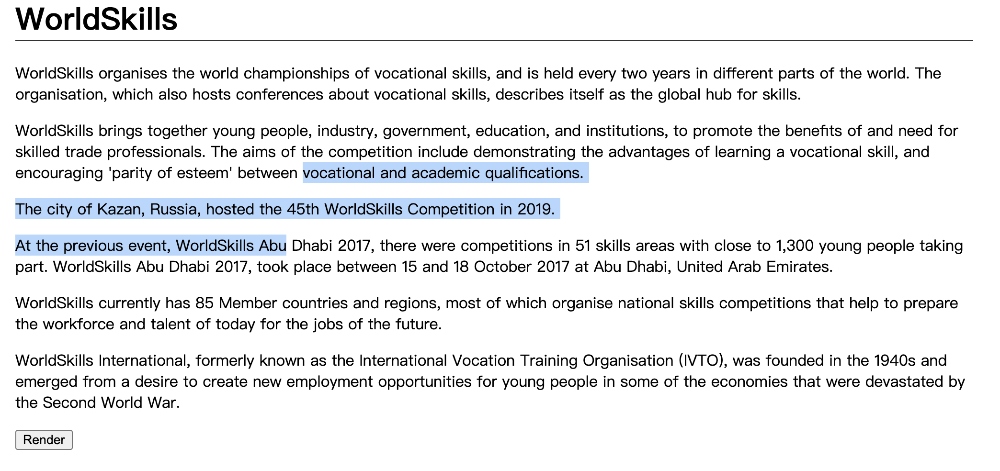 WorldSkills
WorldSkills organises the world championships of vocational skills, and is held every two years in different parts of the world. The
organisation, which also hosts conferences about vocational skills, describes itself as the global hub for skills.
WorldSkills brings together young people, industry, government, education, and institutions, to promote the benefits of and need for
skilled trade professionals. The aims of the competition include demonstrating the advantages of learning a vocational skill, and
encouraging 'parity of esteem' between vocational and academic qualifications.
The city of Kazan, Russia, hosted the 45th WorldSkills Competition in 2019.
At the previous event, WorldSkills Abu Dhabi 2017, there were competitions in 51 skills areas with close to 1,300 young people taking
part. WorldSkills Abu Dhabi 2017, took place between 15 and 18 October 2017 at Abu Dhabi, United Arab Emirates.
WorldSkills currently has 85 Member countries and regions, most of which organise national skills competitions that help to prepare
the workforce and talent of today for the jobs of the future.
WorldSkills International, formerly known as the International Vocation Training Organisation (IVTO), was founded in the 1940s and
emerged from a desire to create new employment opportunities for young people in some of the economies that were devastated by
the Second World War.
Render